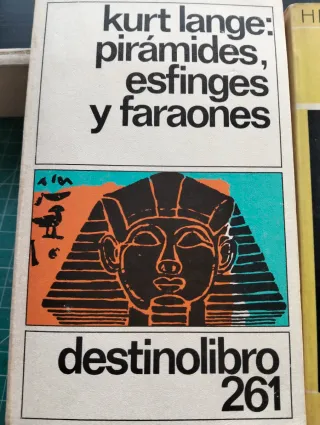 kurt lange:
pirámides,
esfinges
y faraones
destinolibro
261